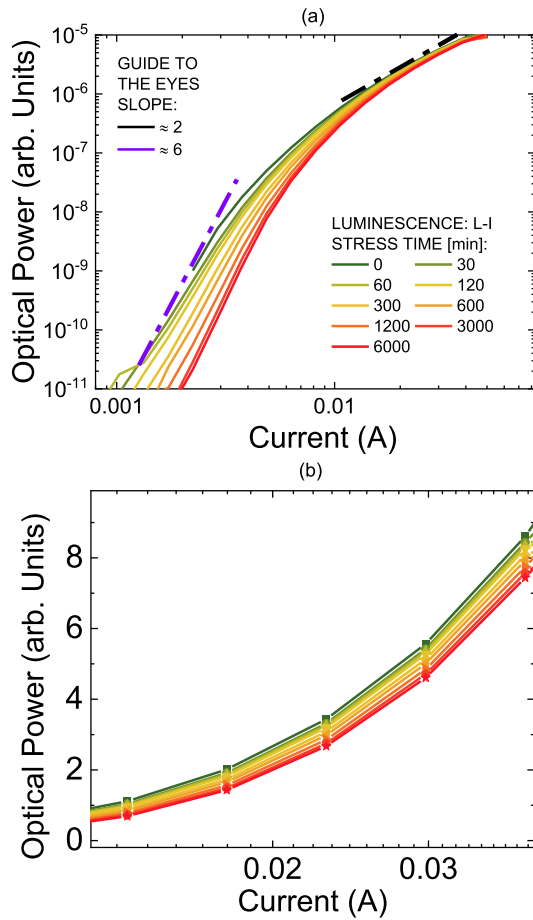 (a)
10⁻⁵
10⁻⁶
10⁻⁷
10⁻⁸
10⁻⁹
10⁻¹⁰
10⁻¹¹
Optical Power (arb. Units)
GUIDE TO
THE EYES
SLOPE:
≈ 2
≈ 6
LUMINESCENCE: L-I
STRESS TIME [min]:
0 30
60 120
300 600
1200 3000
6000
0.001 0.01
Current (A)
(b)
8
6
4
2
0
Optical Power (arb. Units)
0.02 0.03
Current (A)